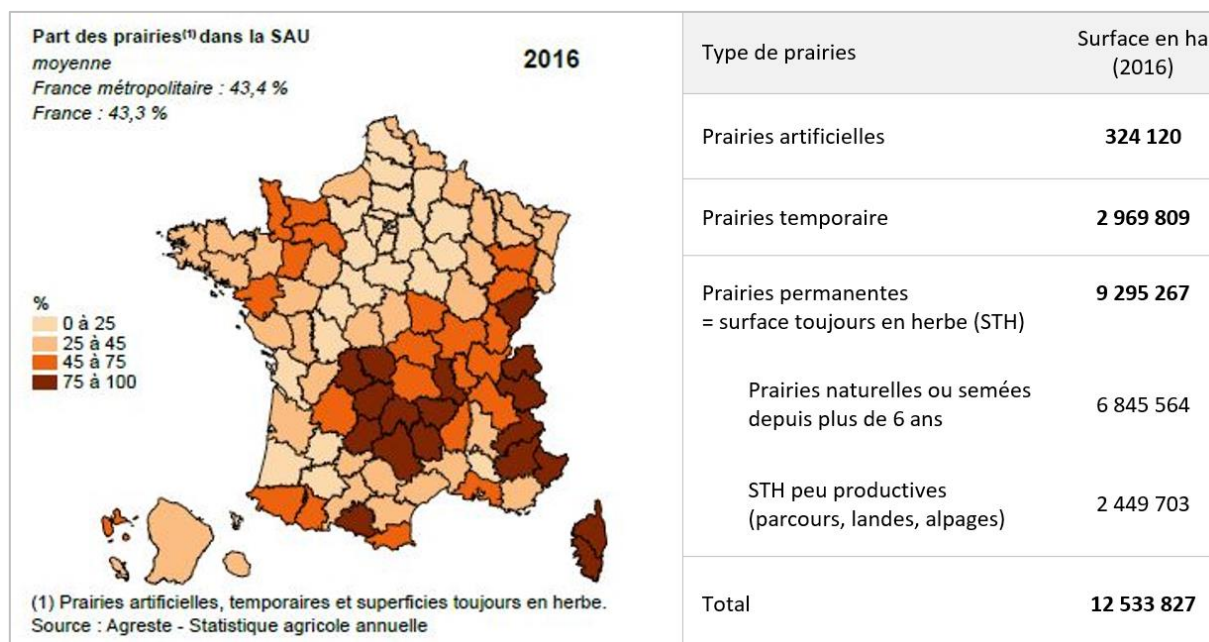 Part des prairies(1) dans la SAU
moyenne
France métropolitaire : 43,4 %
France : 43,3 %
2016
%
0 à 25
25 à 45
45 à 75
75 à 100
(1) Prairies artificielles, temporaires et superficies toujours en herbe.
Source : Agreste - Statistique agricole annuelle
Type de prairies
Surface en ha
(2016)
Prairies artificielles
324 120
Prairies temporaire
2 969 809
Prairies permanentes
= surface toujours en herbe (STH)
9 295 267
Prairies naturelles ou semées
depuis plus de 6 ans
6 845 564
STH peu productives
(parcours, landes, alpages)
2 449 703
Total
12 533 827